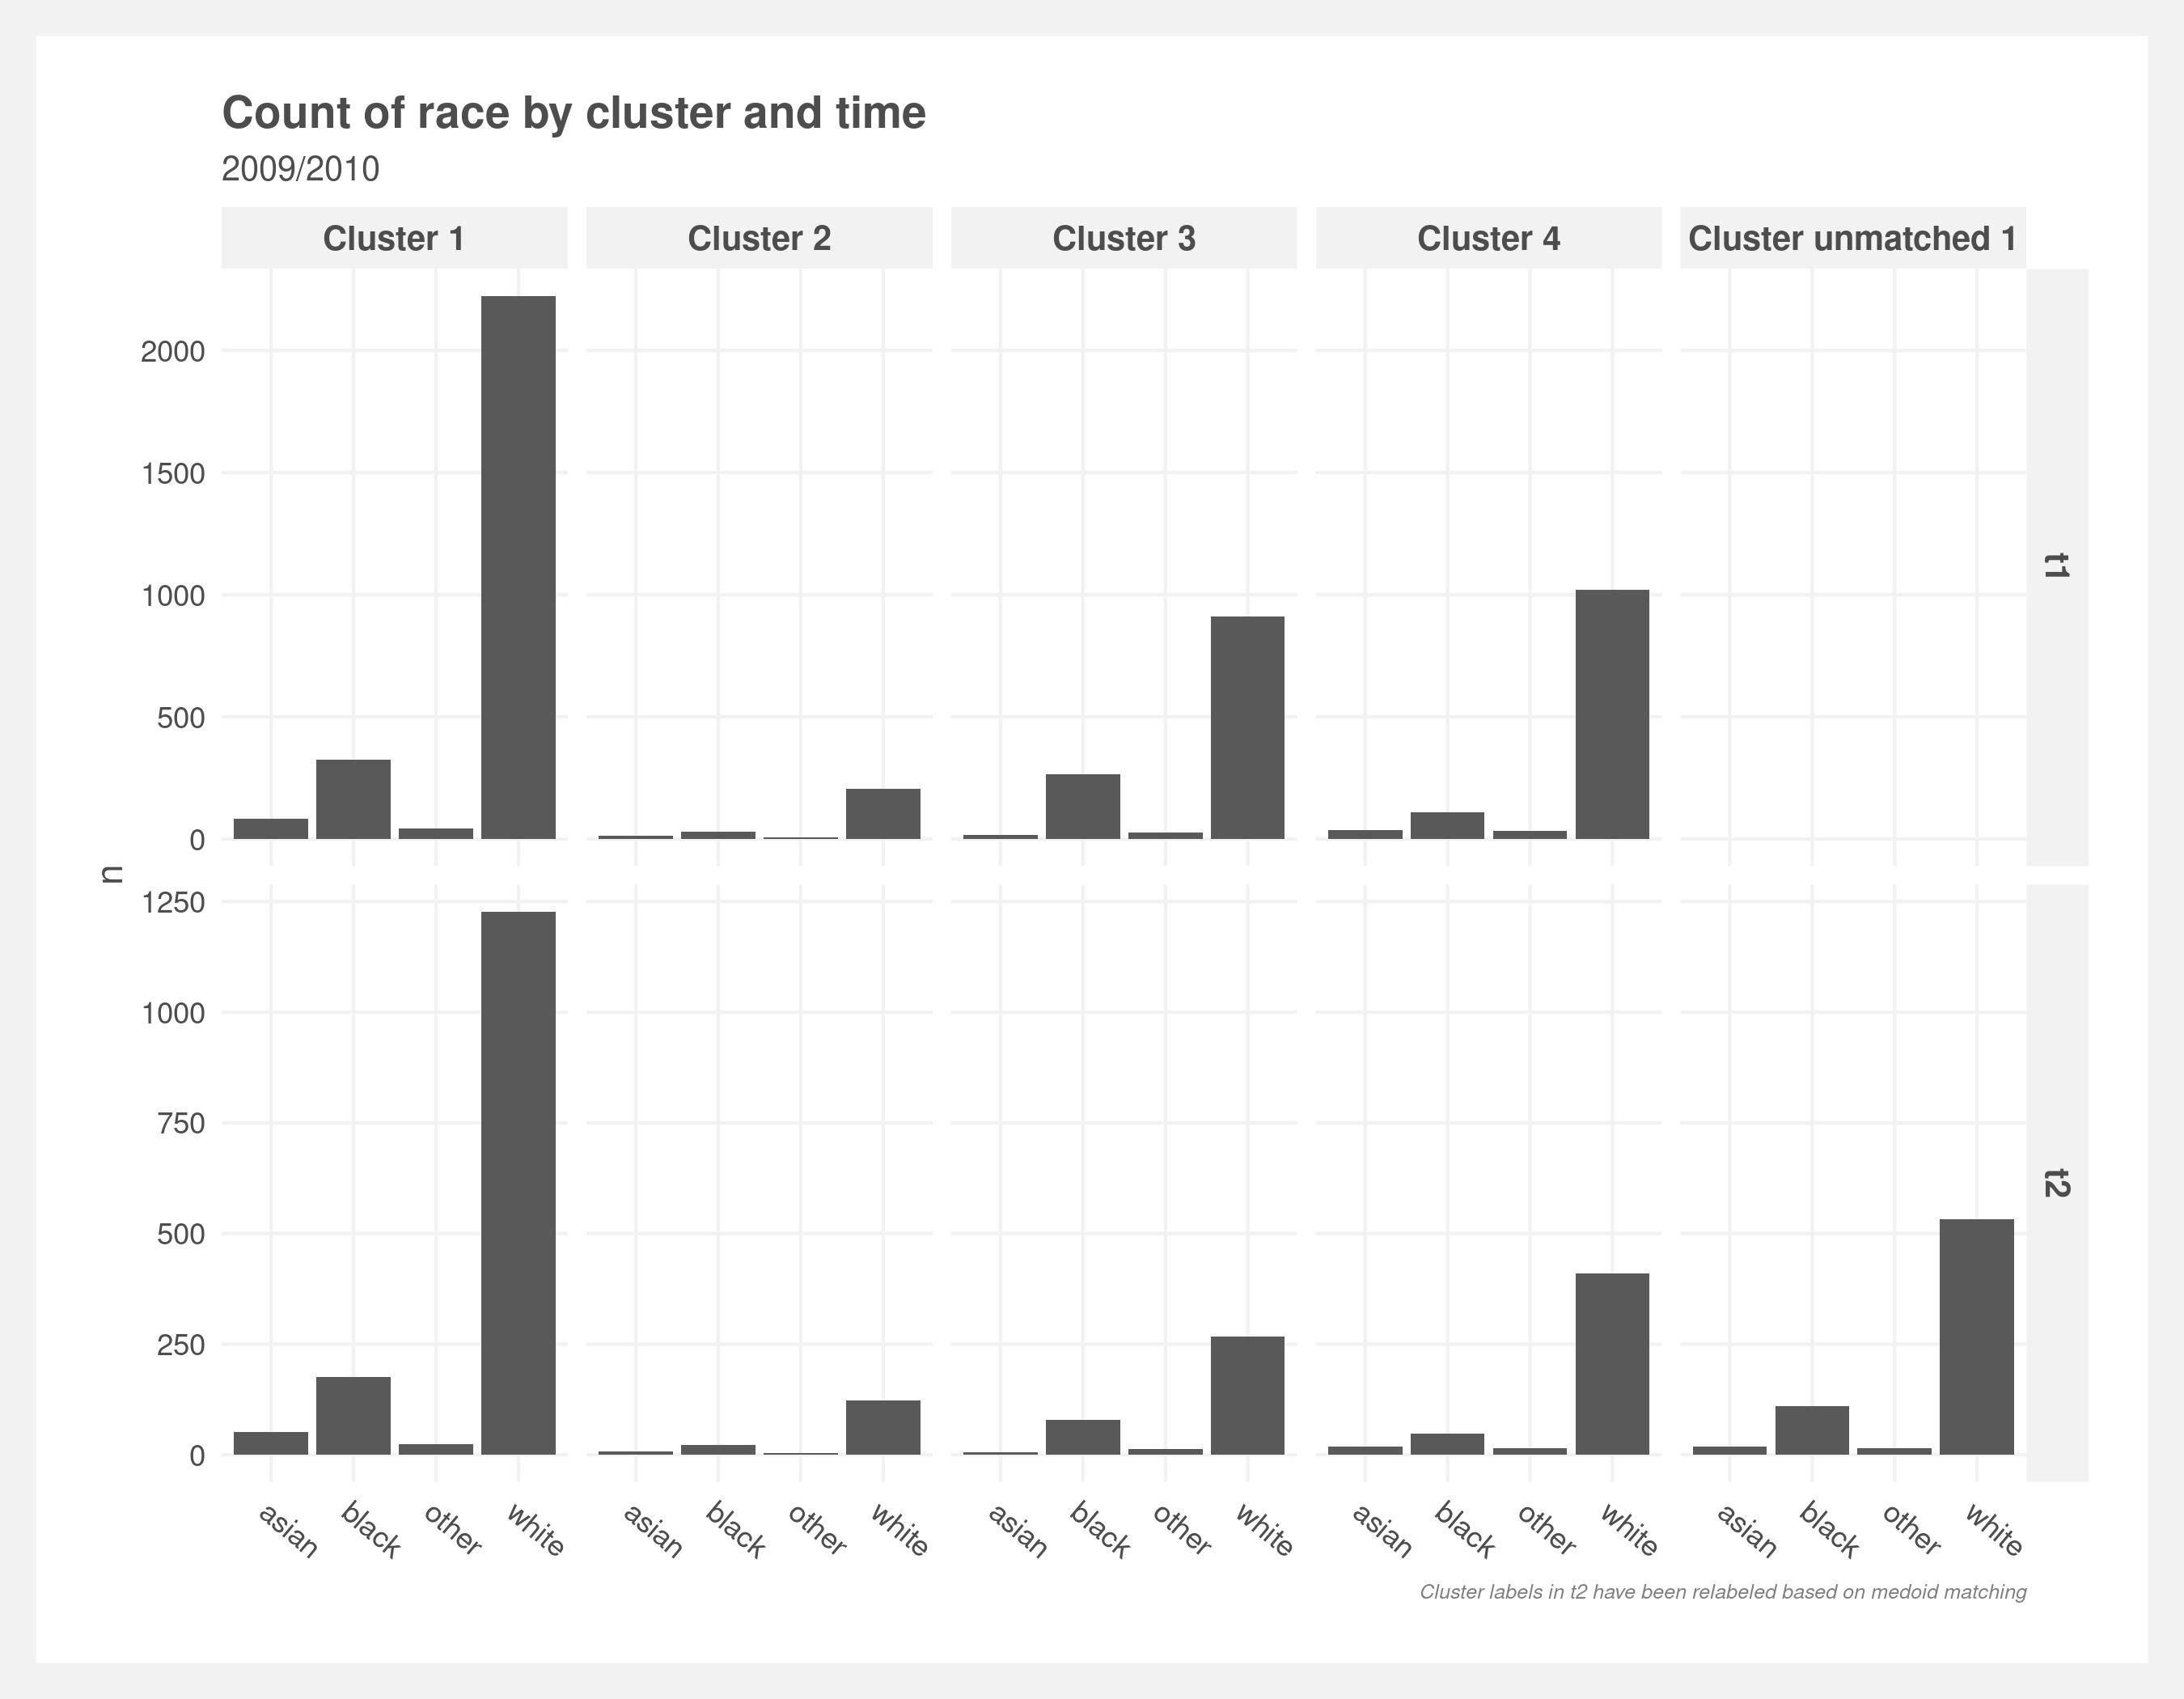 Count of race by cluster and time
2009/2010
Cluster 1 Cluster 2 Cluster 3 Cluster 4 Cluster unmatched 1
2000
1500
1000
500
0
t1
n
1250
1000
750
500
250
0
t2
asian black other white asian black other white asian black other white asian black other white asian black other white
Cluster labels in t2 have been relabeled based on medoid matching